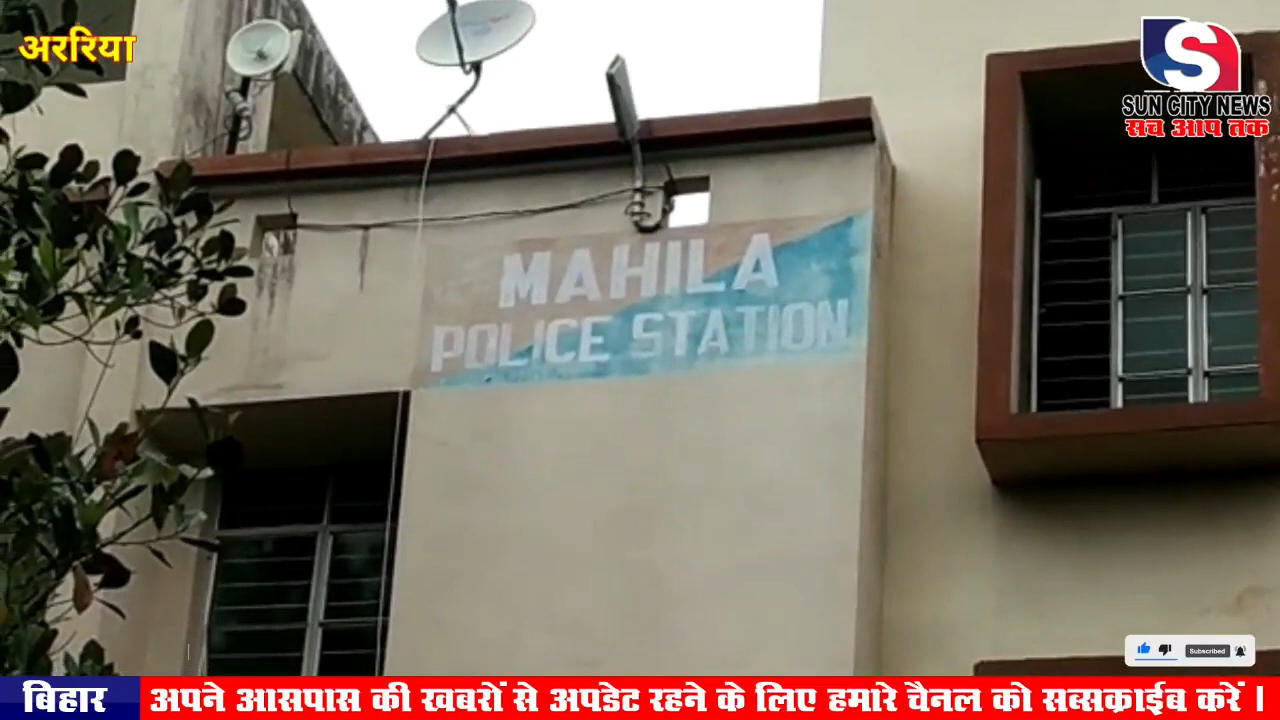 अररिया
S
SUN CITY NEWS
सच आप तक
MAHILA
POLICE STATION
Subscribed
बिहार
अपने आसपास की खबरों से अपडेट रहने के लिए हमारे चैनल को सब्सक्राईब करें ।